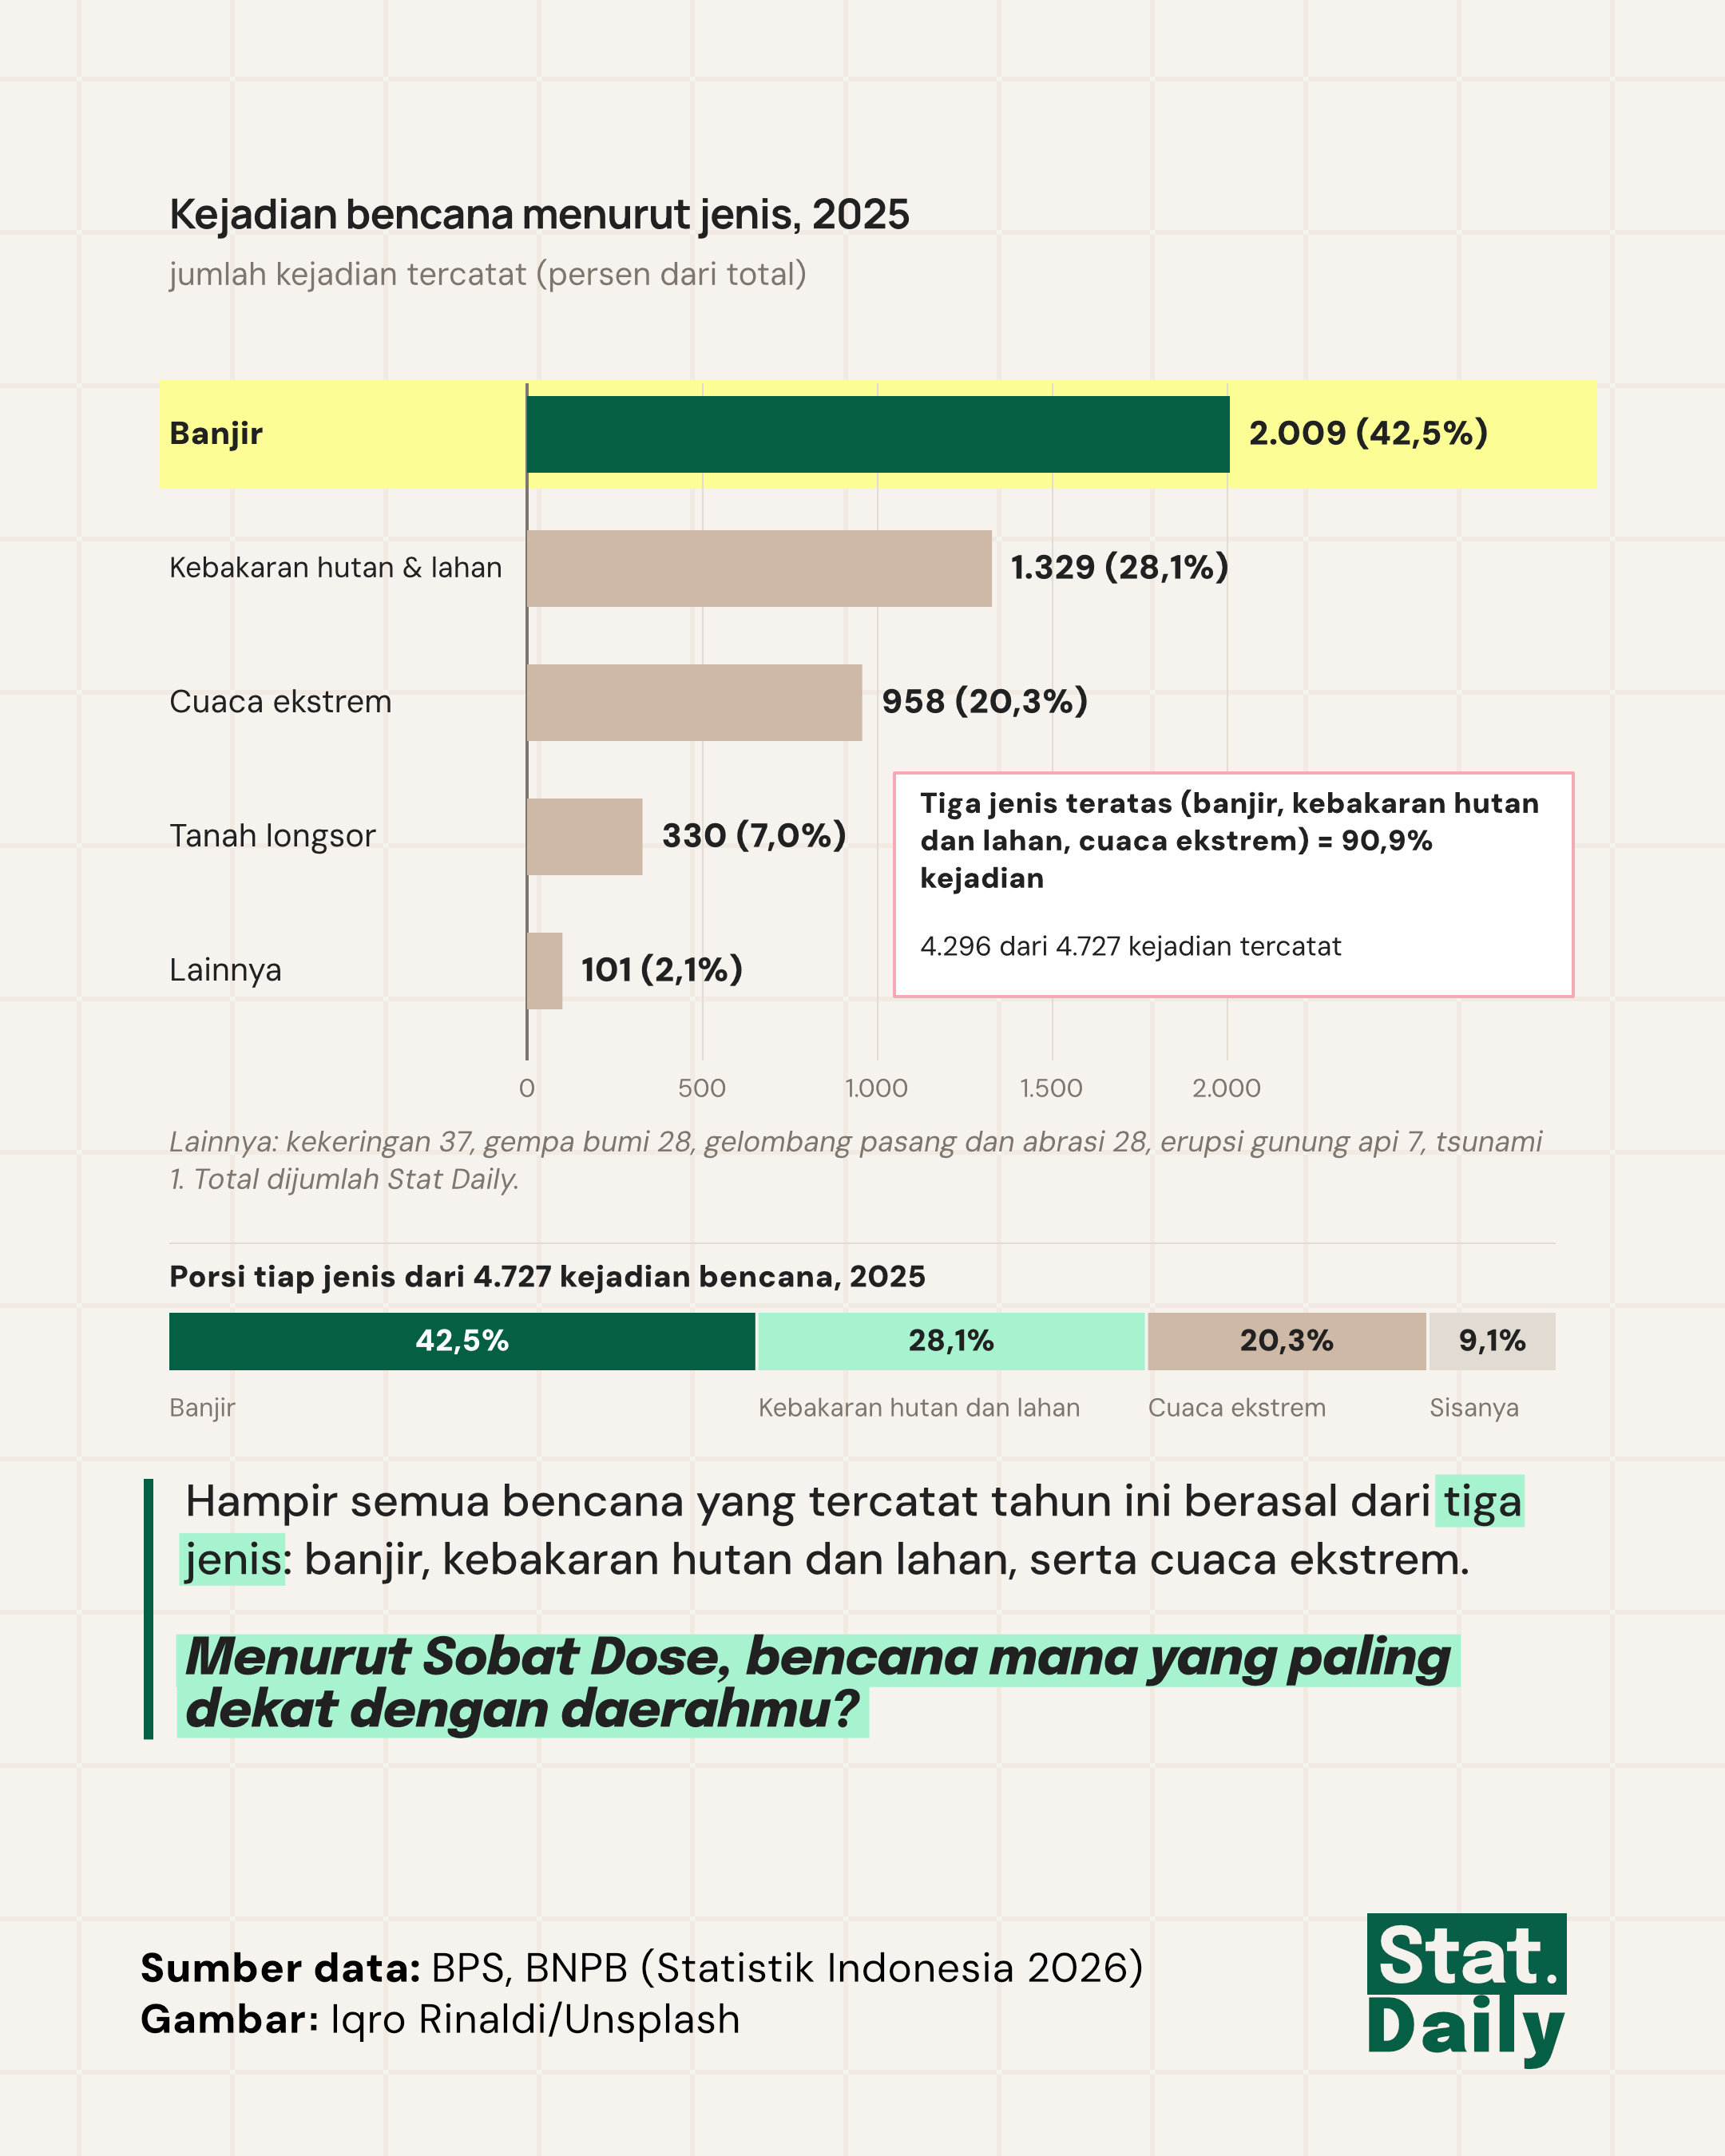 Kejadian bencana menurut jenis, 2025
jumlah kejadian tercatat (persen dari total)
Banjir
2.009 (42,5%)
Kebakaran hutan & lahan
1.329 (28,1%)
Cuaca ekstrem
958 (20,3%)
Tanah longsor
330 (7,0%)
Lainnya
101 (2,1%)
Tiga jenis teratas (banjir, kebakaran hutan
dan lahan, cuaca ekstrem) = 90,9%
kejadian
4.296 dari 4.727 kejadian tercatat
0 500 1.000 1.500 2.000
Lainnya: kekeringan 37, gempa bumi 28, gelombang pasang dan abrasi 28, erupsi gunung api 7, tsunami
1. Total dijumlah Stat Daily.
Porsi tiap jenis dari 4.727 kejadian bencana, 2025
42,5% 28,1% 20,3% 9,1%
Banjir Kebakaran hutan dan lahan Cuaca ekstrem Sisanya
Hampir semua bencana yang tercatat tahun ini berasal dari tiga
jenis: banjir, kebakaran hutan dan lahan, serta cuaca ekstrem.
Menurut Sobat Dose, bencana mana yang paling
dekat dengan daerahmu?
Sumber data: BPS, BNPB (Statistik Indonesia 2026)
Gambar: Iqro Rinaldi/Unsplash
Stat.
Daily